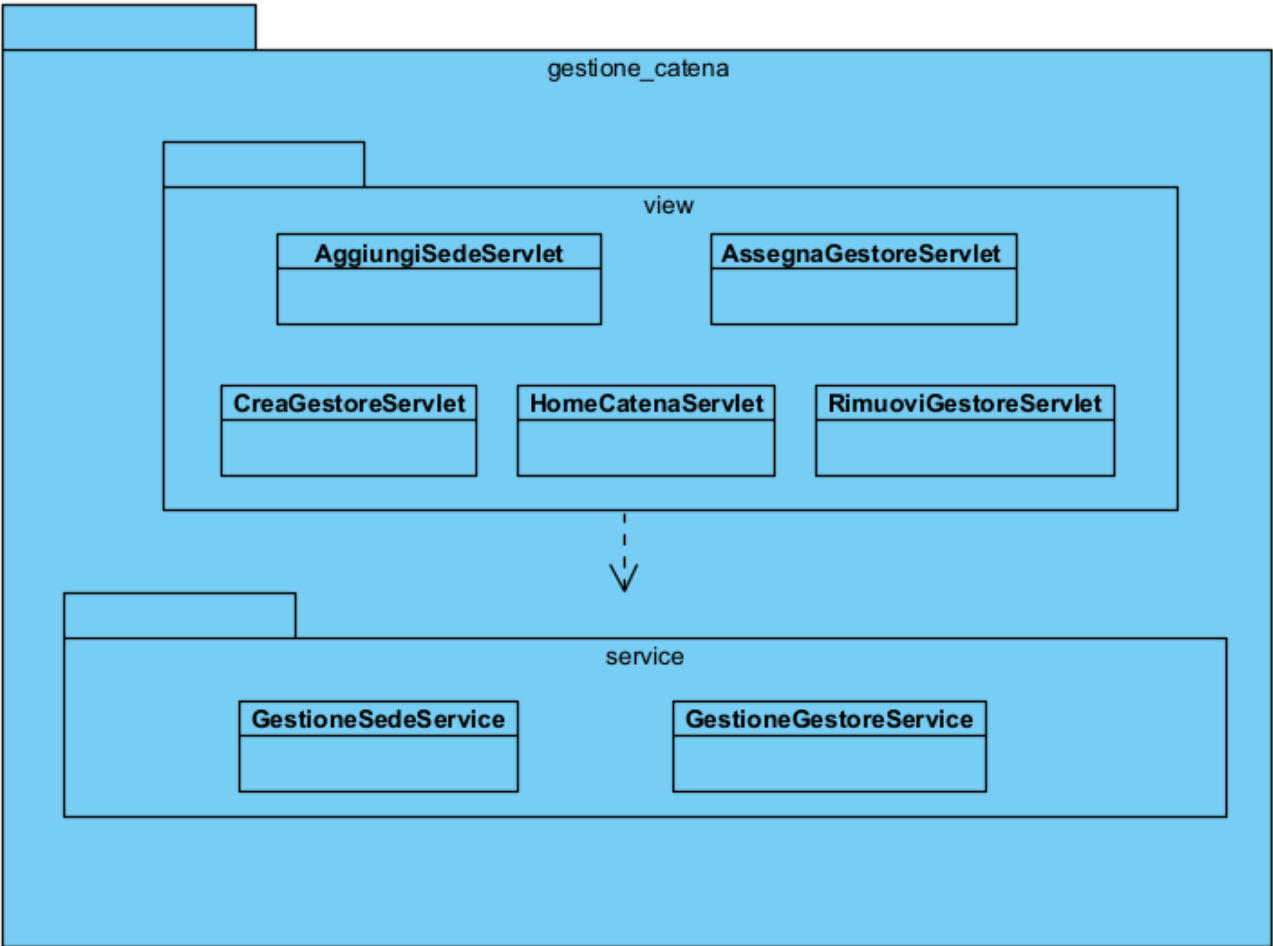 gestione_catena
view
AggiungiSedeServlet
AssegnaGestoreServlet
CreaGestoreServlet
HomeCatenaServlet
RimuoviGestoreServlet
service
GestioneSedeService
GestioneGestoreService